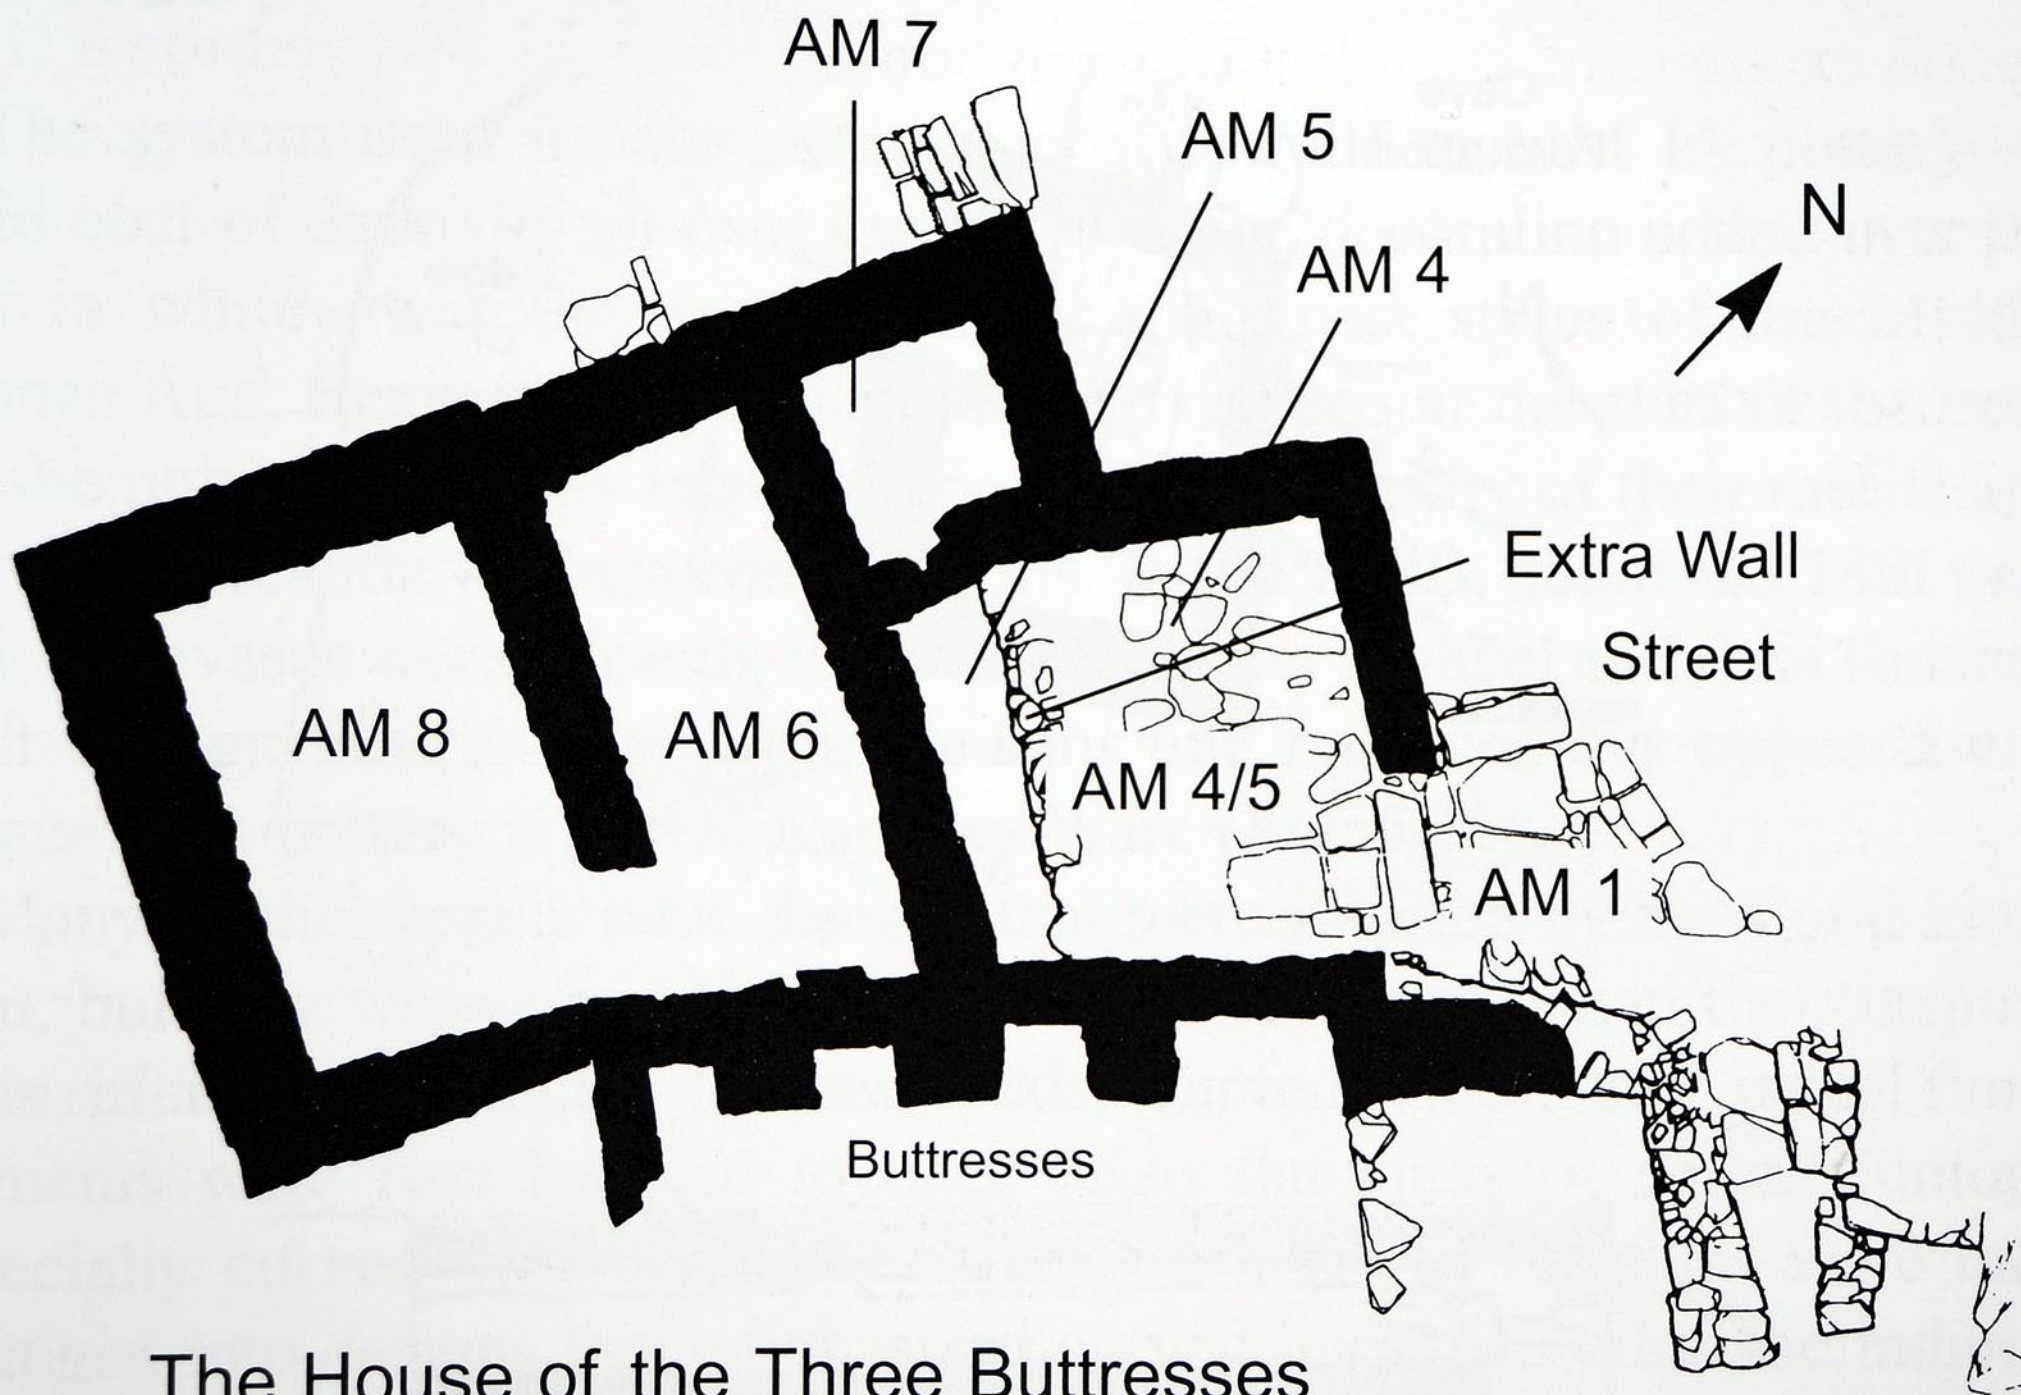 AM 7
AM 5
N
AM 4
Extra Wall
Street
AM 8
AM 6
AM 4/5
AM 1
Buttresses
The House of the Three Buttresses